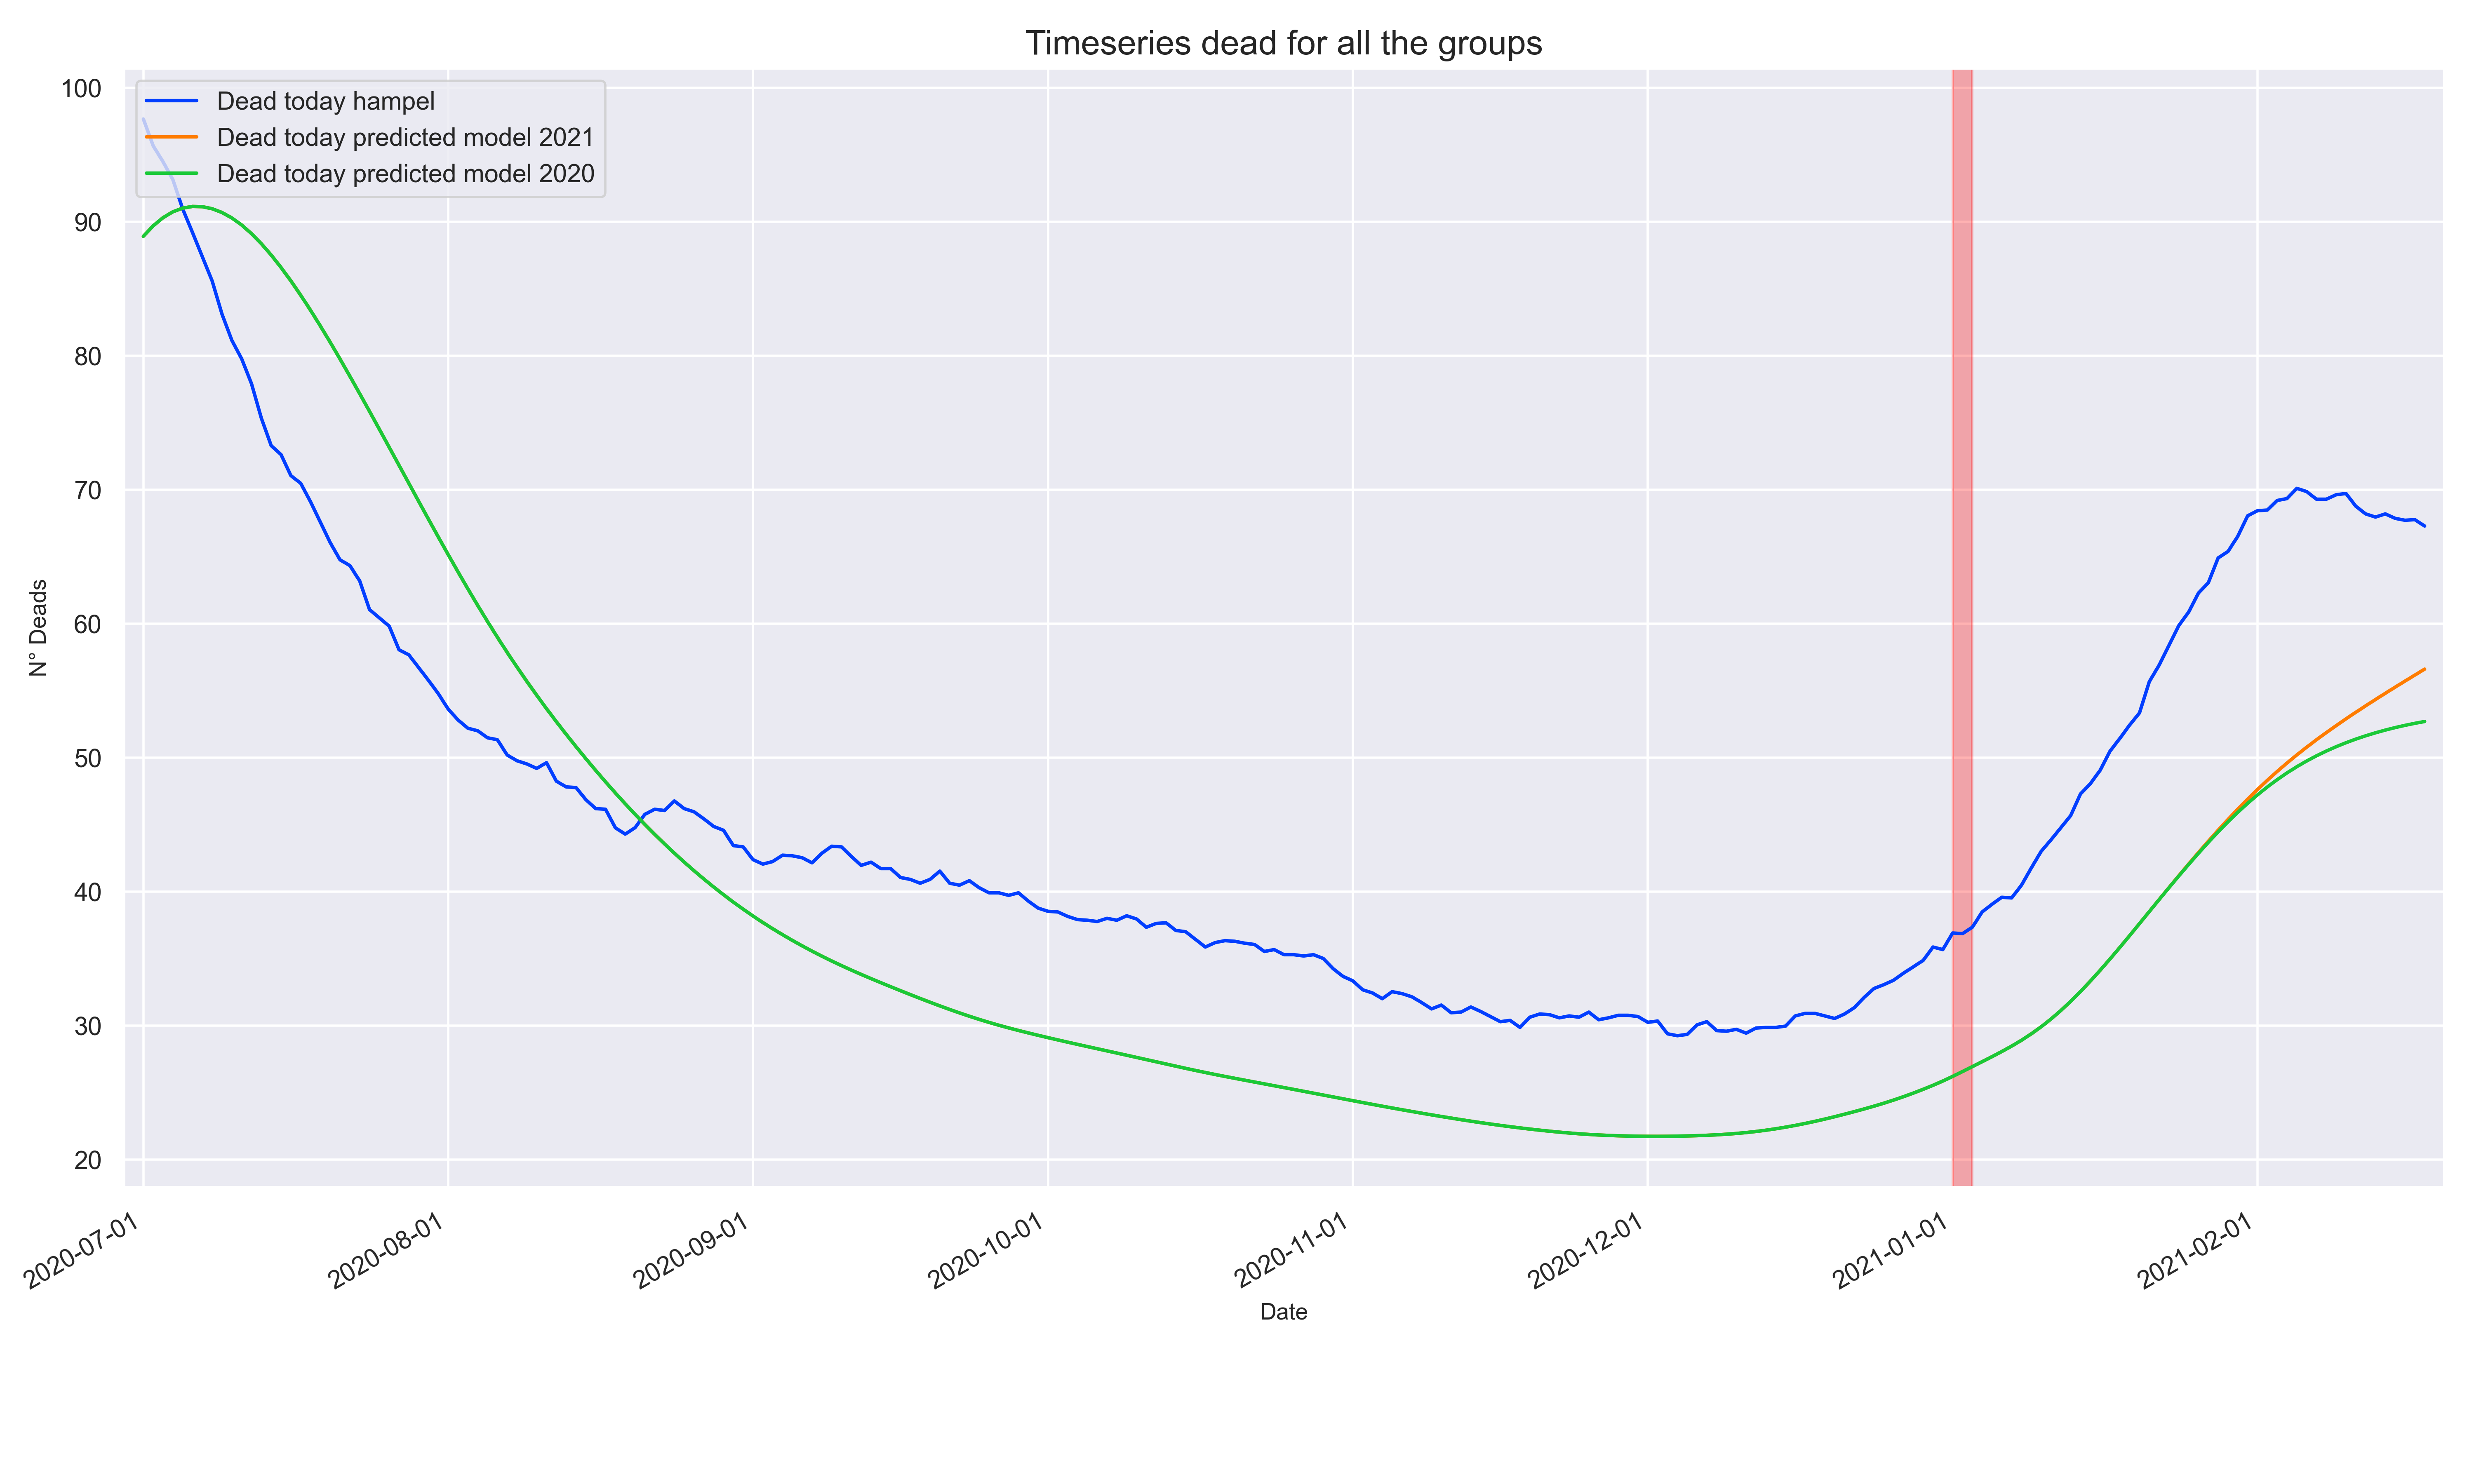 Timeseries dead for all the groups
Dead today hampel
Dead today predicted model 2021
Dead today predicted model 2020
100
90
80
70
60
50
40
30
20
N° Deads
2020-07-01
2020-08-01
2020-09-01
2020-10-01
2020-11-01
2020-12-01
2021-01-01
2021-02-01
Date